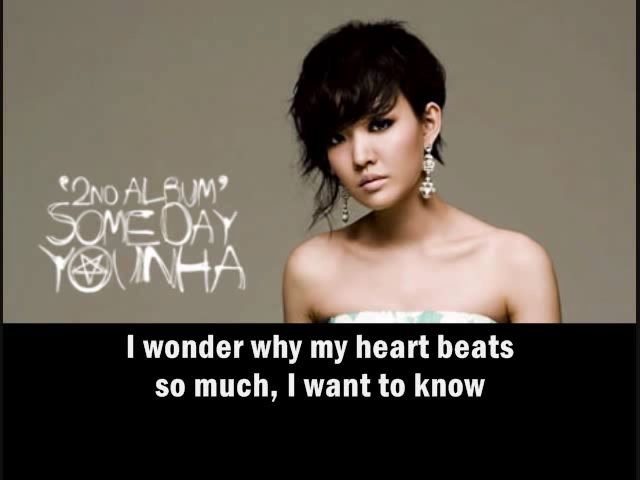 '2ND ALBUM'
SOMEDAY
YOUNHA
I wonder why my heart beats
so much, I want to know